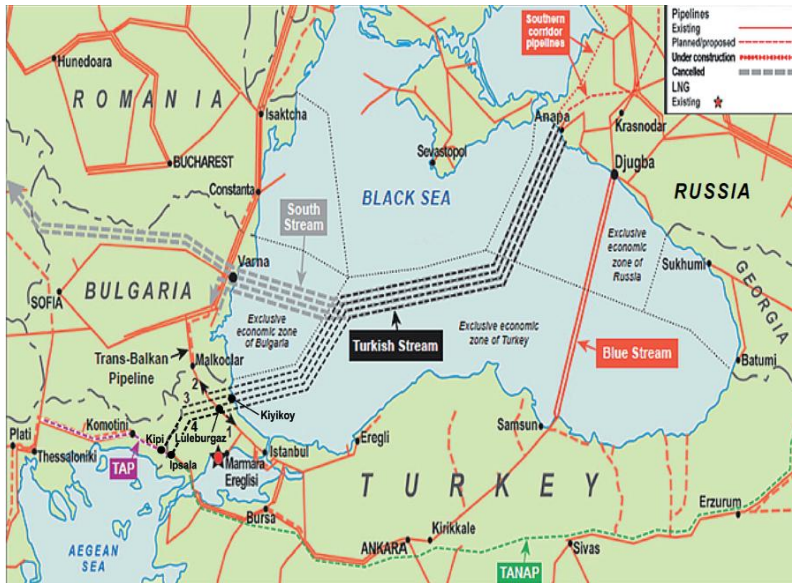 Pipelines
Existing
Planned/proposed
Under construction
Cancelled
LNG
Existing
Southern
corridor
pipelines
Hunedoara
ROMANIA
Isaktcha
Anapa
Krasnodar
BUCHAREST
Sevastopol
Djugba
Constanta
BLACK SEA
RUSSIA
South
Stream
Exclusive
economic
zone of
Russia
Varna
Sukhumi
GEORGIA
SOFIA
BULGARIA
Exclusive
economic zone
of Bulgaria
Turkish Stream
Exclusive economic
zone of Turkey
Blue Stream
Trans-Balkan
Pipeline
Malkoclar
Batumi
2
3
4
1
Kiyikoy
Komotini
Luleburgaz
Plati
Kipi
Samsun
Eregli
Thessaloniki
TAP
Ipsala
Marmara
Ereglisi
Istanbul
TURKEY
Bursa
Erzurum
Kirikkale
ANKARA
Sivas
AEGEAN
SEA
TANAP